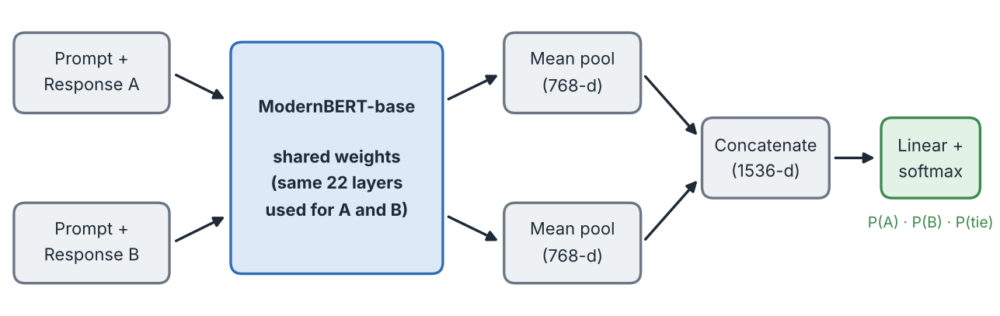 Prompt +
Response A
Prompt +
Response B
ModernBERT-base
shared weights
(same 22 layers
used for A and B)
Mean pool
(768-d)
Mean pool
(768-d)
Concatenate
(1536-d)
Linear +
softmax
P(A) · P(B) · P(tie)